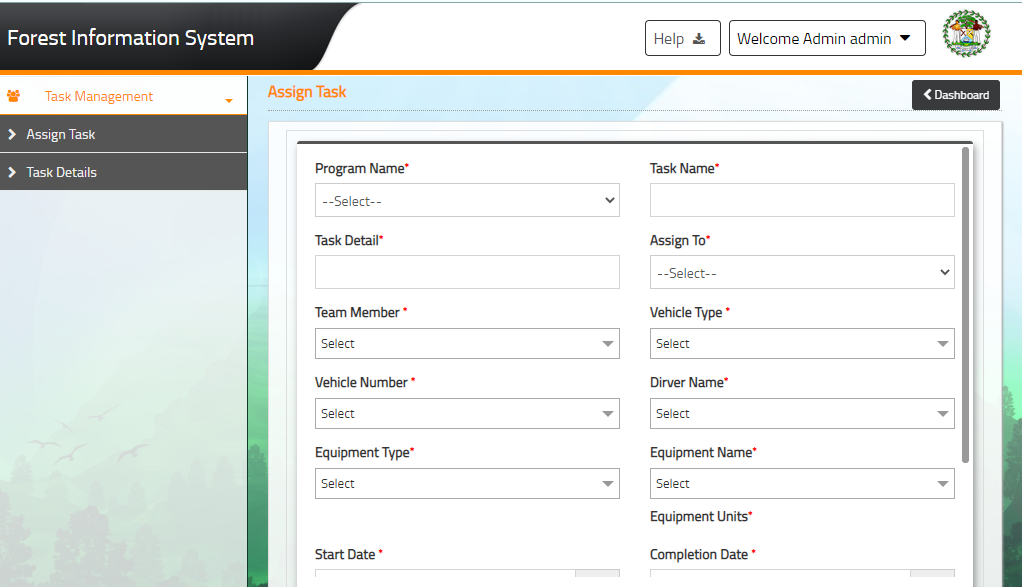 Forest Information System
Help
Welcome Admin admin
Task Management
Assign Task
Dashboard
Assign Task
Task Details
Program Name*
Task Name*
--Select--
Task Detail*
Assign To*
--Select--
Team Member *
Vehicle Type *
Select
Select
Vehicle Number *
Dirver Name*
Select
Select
Equipment Type*
Equipment Name*
Select
Select
Equipment Units*
Start Date *
Completion Date *